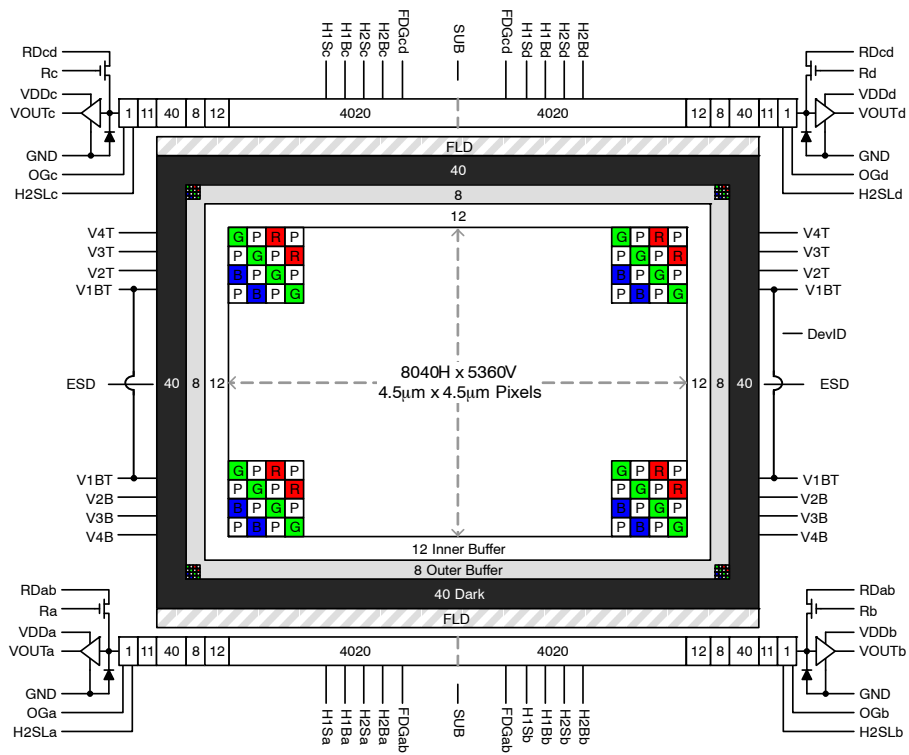 H1Sc H1Bc H2Sc H2Bc FDGcd SUB FDGcd H1Sd H1Bd H2Sd H2Bd
RDcd RDcd
Rc Rd
VDDc VDDd
VOUTc 1 11 40 8 12 4020 4020 12 8 40 11 1 VOUTd
GND FLD GND
OGc 40 OGd
H2SLc 8 H2SLd
12
V4T G P R P G P R P V4T
V3T P G P R P G P R V3T
V2T B P G P B P G P V2T
V1BT P B P G P B P G V1BT
DevID
8040H x 5360V
ESD 40 8 12 12 8 40 ESD
4.5μm x 4.5μm Pixels
G P R P G P R P
V1BT P G P R P G P R V1BT
V2B B P G P B P G P V2B
V3B P B P G P B P G V3B
V4B 12 Inner Buffer V4B
8 Outer Buffer
RDab 40 Dark RDab
Ra FLD Rb
VDDa VDDb
VOUTa 1 11 40 8 12 4020 4020 12 8 40 11 1 VOUTb
GND GND
OGa OGb
H2SLa H2SLb
H1Sa H1Ba H2Sa H2Ba FDGab SUB FDGab H1Sb H1Bb H2Sb H2Bb